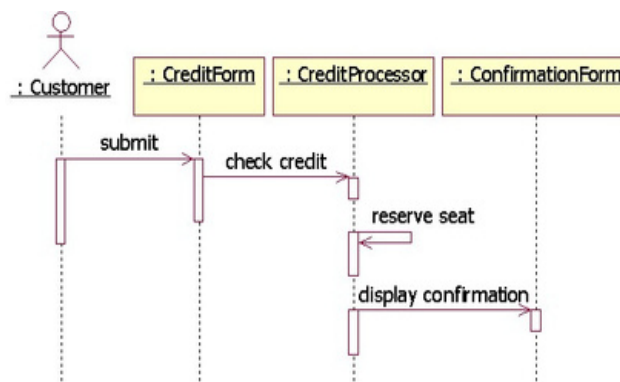 : Customer
: CreditForm
: CreditProcessor
: ConfirmationForm
submit
check credit
reserve seat
display confirmation